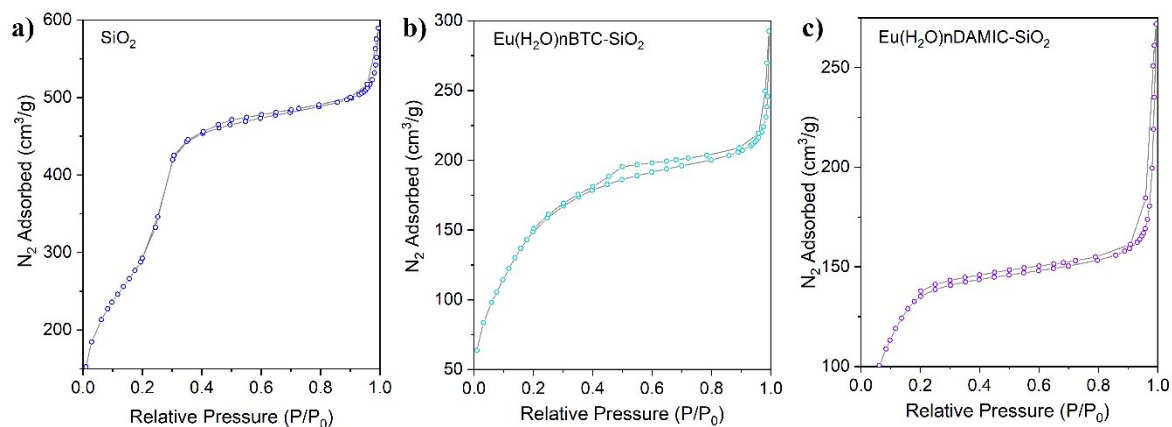 a)
SiO₂
N₂ Adsorbed (cm³/g)
600
500
400
300
200
0.0 0.2 0.4 0.6 0.8 1.0
Relative Pressure (P/P₀)
b)
Eu(H₂O)nBTC-SiO₂
N₂ Adsorbed (cm³/g)
300
250
200
150
100
50
0.0 0.2 0.4 0.6 0.8 1.0
Relative Pressure (P/P₀)
c)
Eu(H₂O)nDAMIC-SiO₂
N₂ Adsorbed (cm³/g)
250
200
150
100
0.0 0.2 0.4 0.6 0.8 1.0
Relative Pressure (P/P₀)